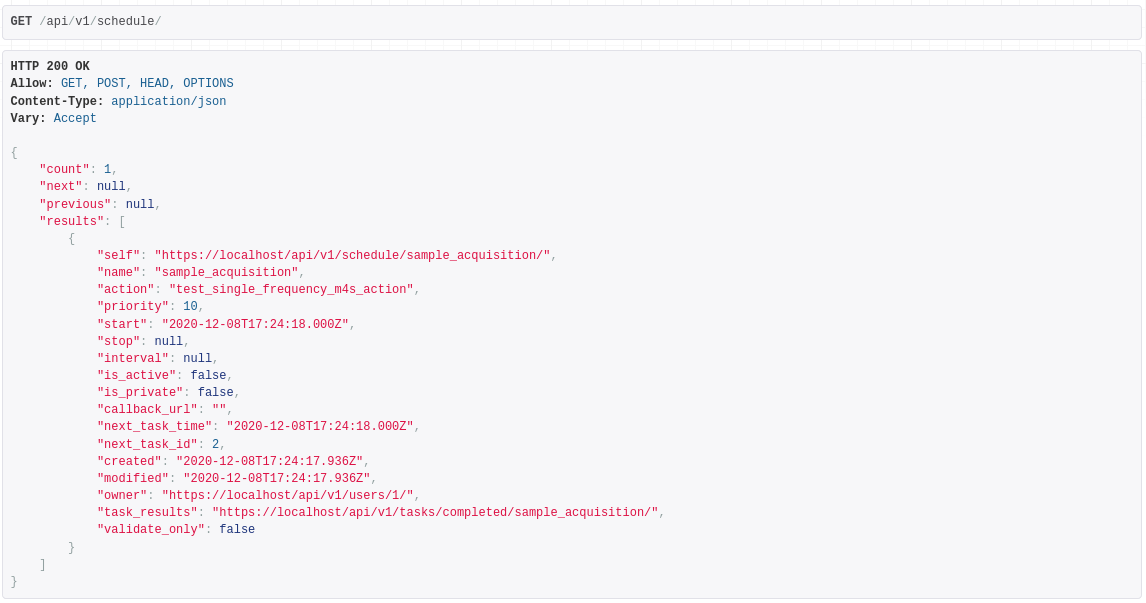 GET /api/v1/schedule/
HTTP 200 OK
Allow: GET, POST, HEAD, OPTIONS
Content-Type: application/json
Vary: Accept
{
    "count": 1,
    "next": null,
    "previous": null,
    "results": [
        {
            "self": "https://localhost/api/v1/schedule/sample_acquisition/",
            "name": "sample_acquisition",
            "action": "test_single_frequency_m4s_action",
            "priority": 10,
            "start": "2020-12-08T17:24:18.000Z",
            "stop": null,
            "interval": null,
            "is_active": false,
            "is_private": false,
            "callback_url": "",
            "next_task_time": "2020-12-08T17:24:18.000Z",
            "next_task_id": 2,
            "created": "2020-12-08T17:24:17.936Z",
            "modified": "2020-12-08T17:24:17.936Z",
            "owner": "https://localhost/api/v1/users/1/",
            "task_results": "https://localhost/api/v1/tasks/completed/sample_acquisition/",
            "validate_only": false
        }
    ]
}